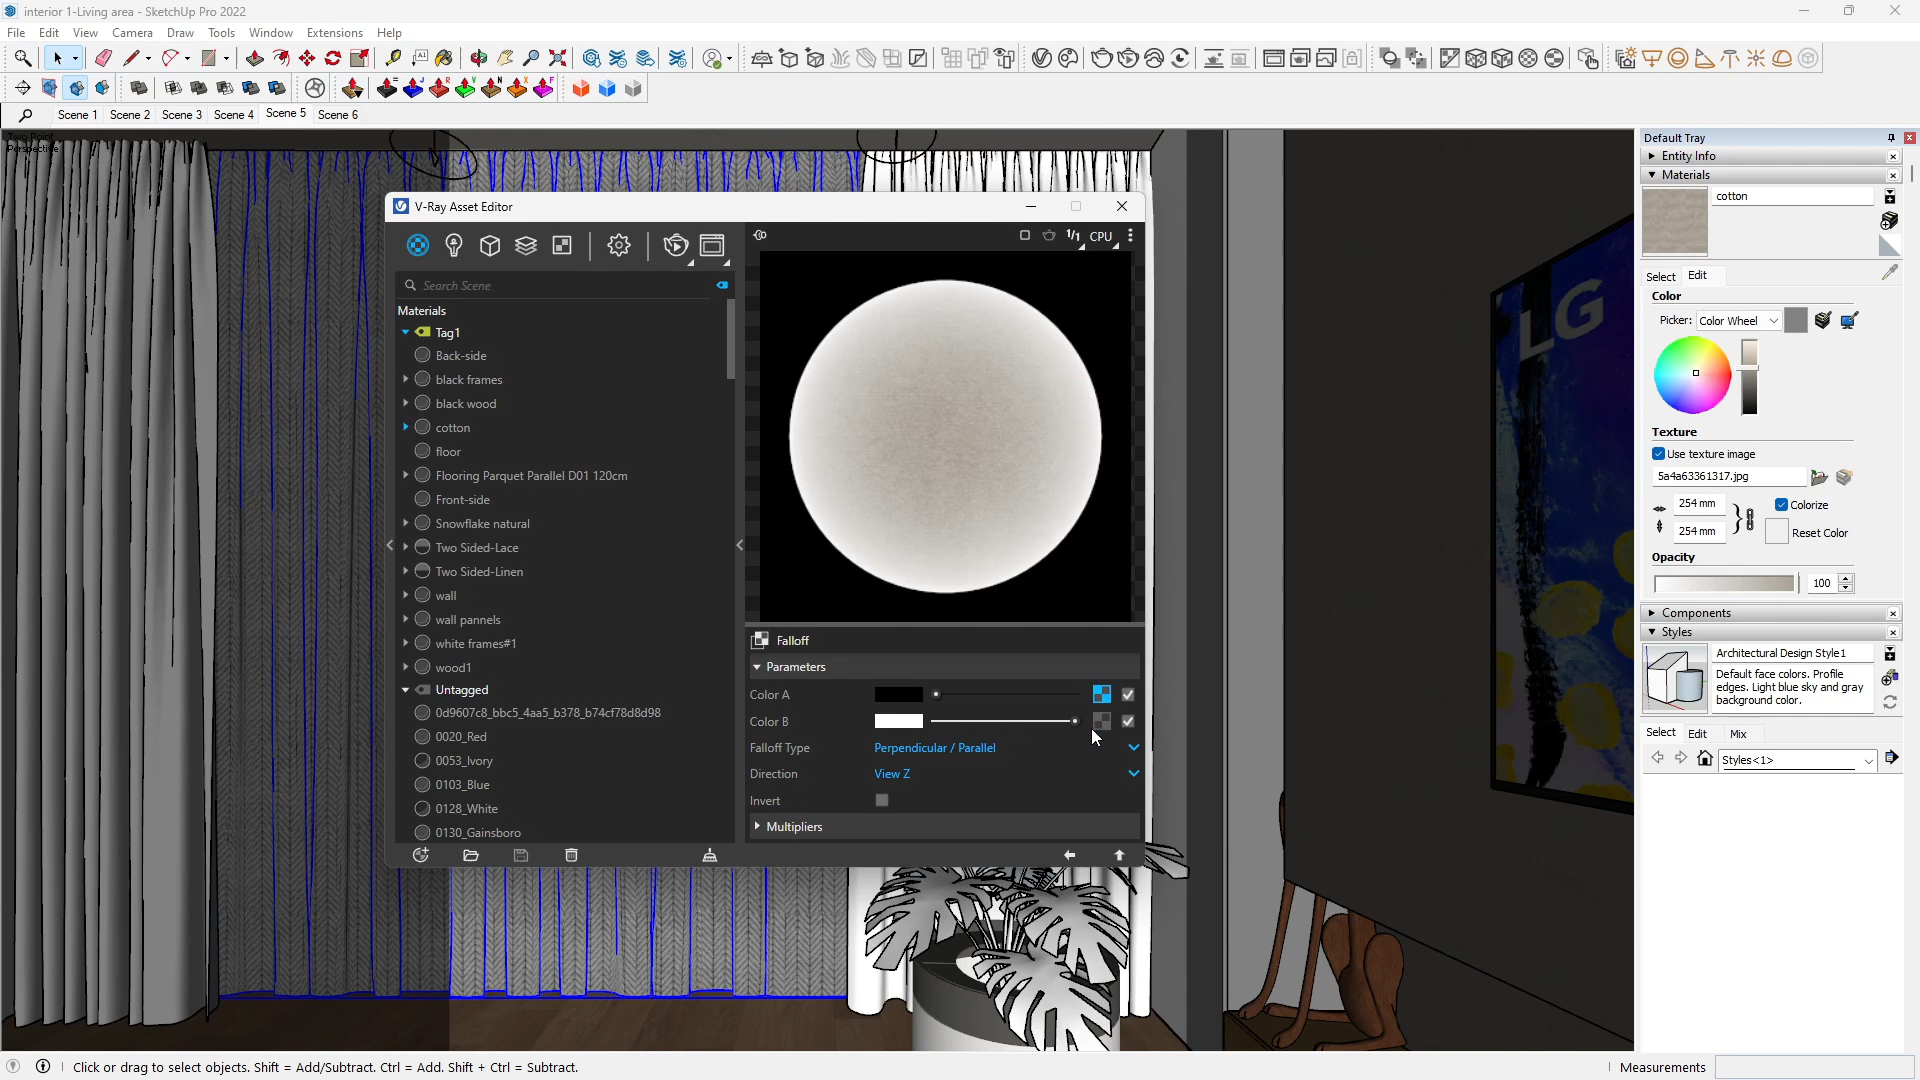 interior 1-Living area - SketchUp Pro 2022
File Edit View Camera Draw Tools Window Extensions Help
Scene 1 Scene 2 Scene 3 Scene 4 Scene 5 Scene 6
Two Point
Perspective
V-Ray Asset Editor
1/1 CPU
Search Scene
Materials
Tag1
Back-side
black frames
black wood
cotton
floor
Flooring Parquet Parallel D01 120cm
Front-side
Snowflake natural
Two Sided-Lace
Two Sided-Linen
wall
wall pannels
white frames#1
wood1
Untagged
0d9607c8_bbc5_4aa5_b378_b74cf78d8d98
0020_Red
0053_Ivory
0103_Blue
0128_White
0130_Gainsboro
Falloff
Parameters
Color A
Color B
Falloff Type Perpendicular / Parallel
Direction View Z
Invert
Multipliers
LG
Default Tray
Entity Info
Materials
cotton
Select Edit
Color
Picker: Color Wheel
Texture
Use texture image
5a4a63361317.jpg
254 mm Colorize
254 mm Reset Color
Opacity
100
Components
Styles
Architectural Design Style1
Default face colors. Profile
edges. Light blue sky and gray
background color.
Select Edit Mix
Styles<1>
Click or drag to select objects. Shift = Add/Subtract. Ctrl = Add. Shift + Ctrl = Subtract.
Measurements